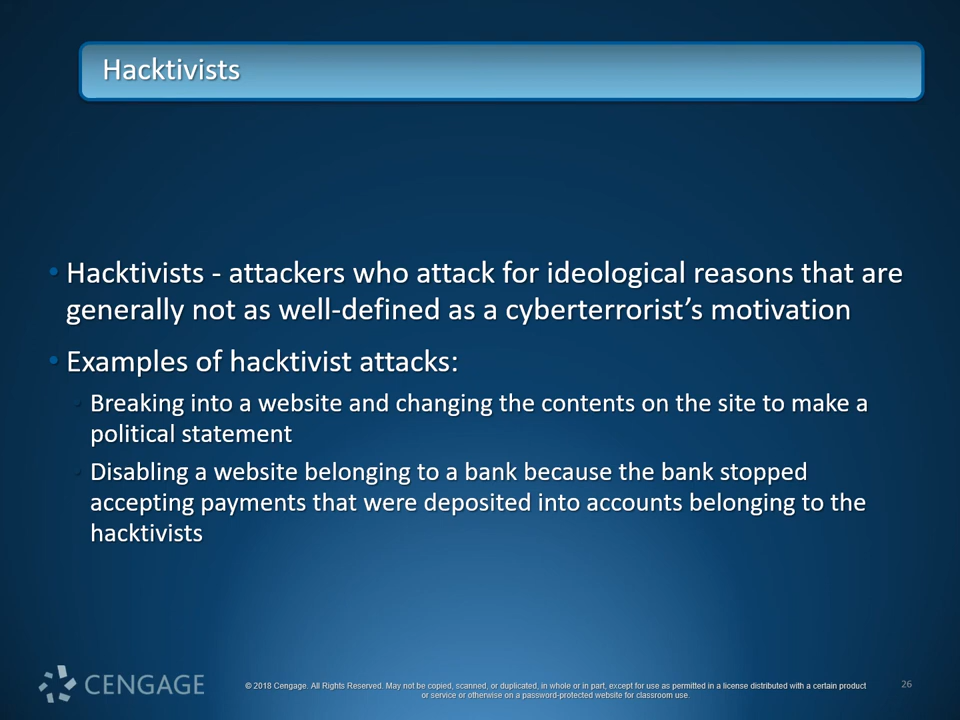 Hacktivists
• Hacktivists - attackers who attack for ideological reasons that are
generally not as well-defined as a cyberterrorist’s motivation
• Examples of hacktivist attacks:
• Breaking into a website and changing the contents on the site to make a
political statement
• Disabling a website belonging to a bank because the bank stopped
accepting payments that were deposited into accounts belonging to the
hacktivists
CENGAGE
© 2018 Cengage. All Rights Reserved. May not be copied, scanned, or duplicated, in whole or in part, except for use as permitted in a license distributed with a certain product
or service or otherwise on a password-protected website for classroom use.
26